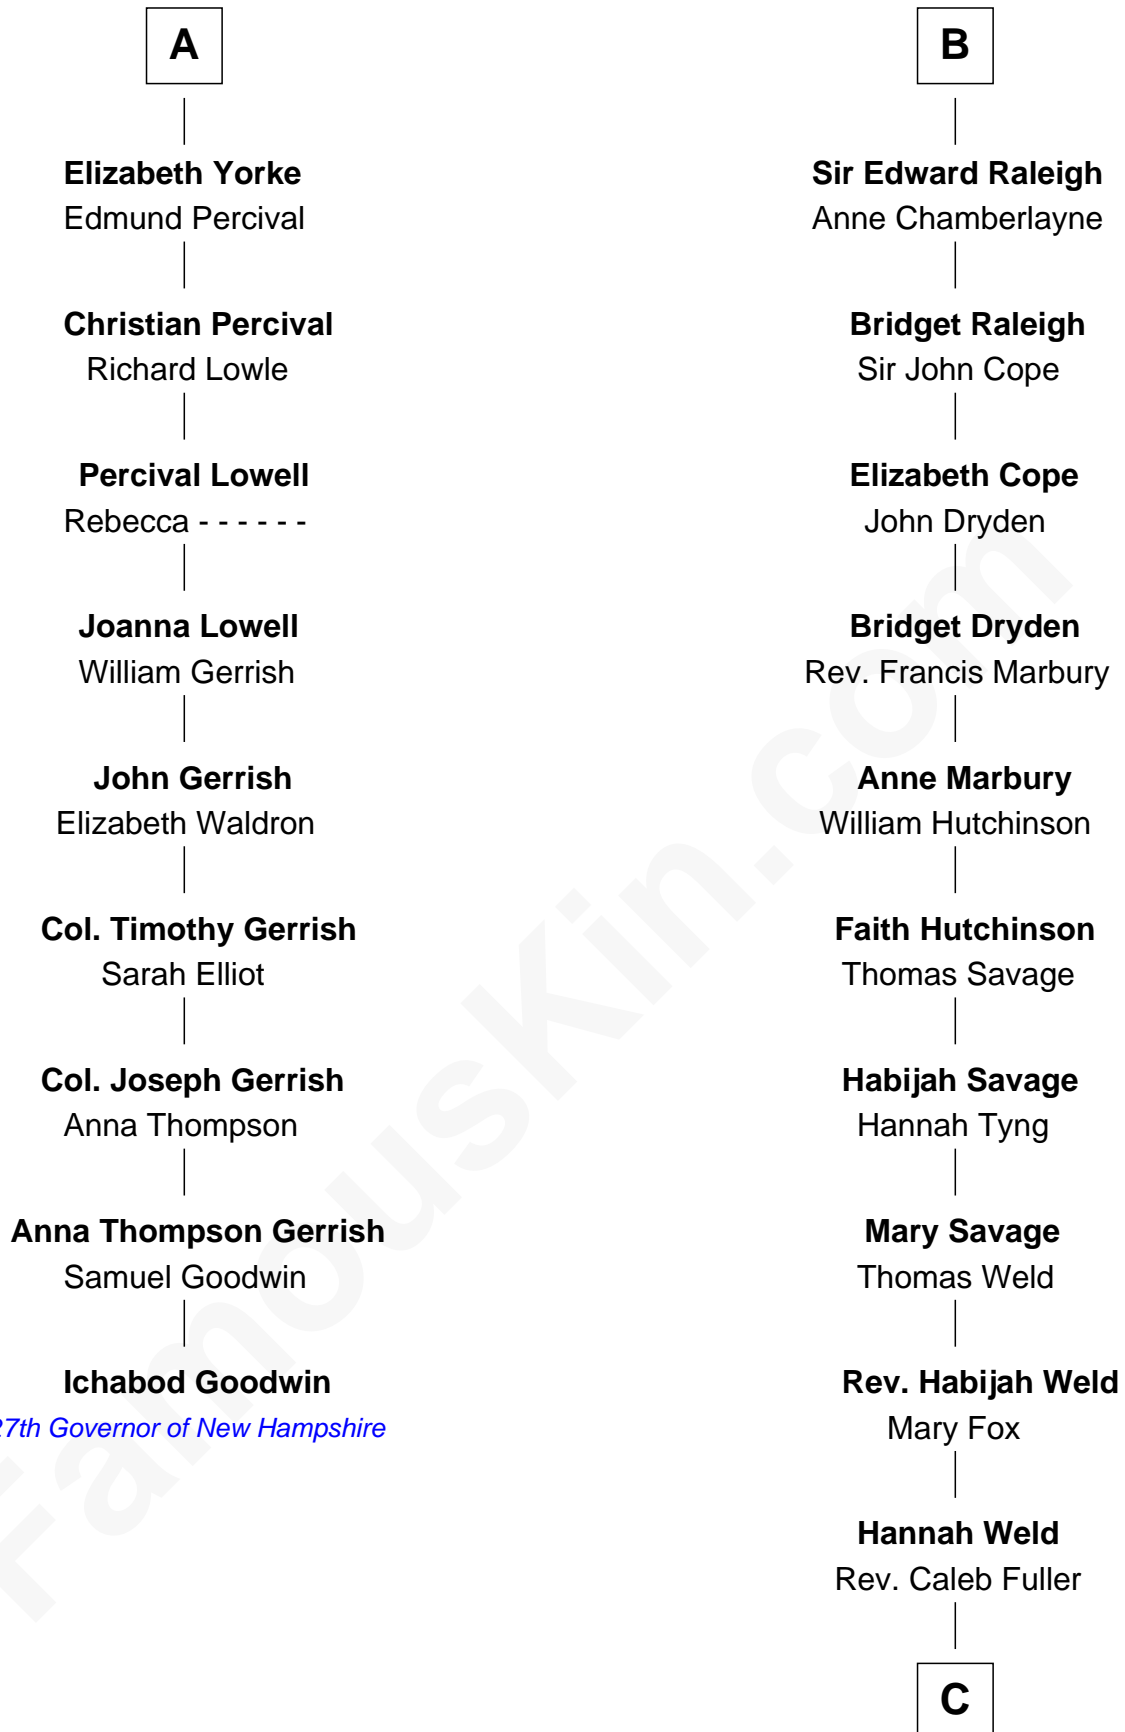 A
Elizabeth Yorke
Edmund Percival
Christian Percival
Richard Lowle
Percival Lowell
Rebecca - - - - - -
Joanna Lowell
William Gerrish
John Gerrish
Elizabeth Waldron
Col. Timothy Gerrish
Sarah Elliot
Col. Joseph Gerrish
Anna Thompson
Anna Thompson Gerrish
Samuel Goodwin
Ichabod Goodwin
27th Governor of New Hampshire
B
Sir Edward Raleigh
Anne Chamberlayne
Bridget Raleigh
Sir John Cope
Elizabeth Cope
John Dryden
Bridget Dryden
Rev. Francis Marbury
Anne Marbury
William Hutchinson
Faith Hutchinson
Thomas Savage
Habijah Savage
Hannah Tyng
Mary Savage
Thomas Weld
Rev. Habijah Weld
Mary Fox
Hannah Weld
Rev. Caleb Fuller
C
FamousKin.com